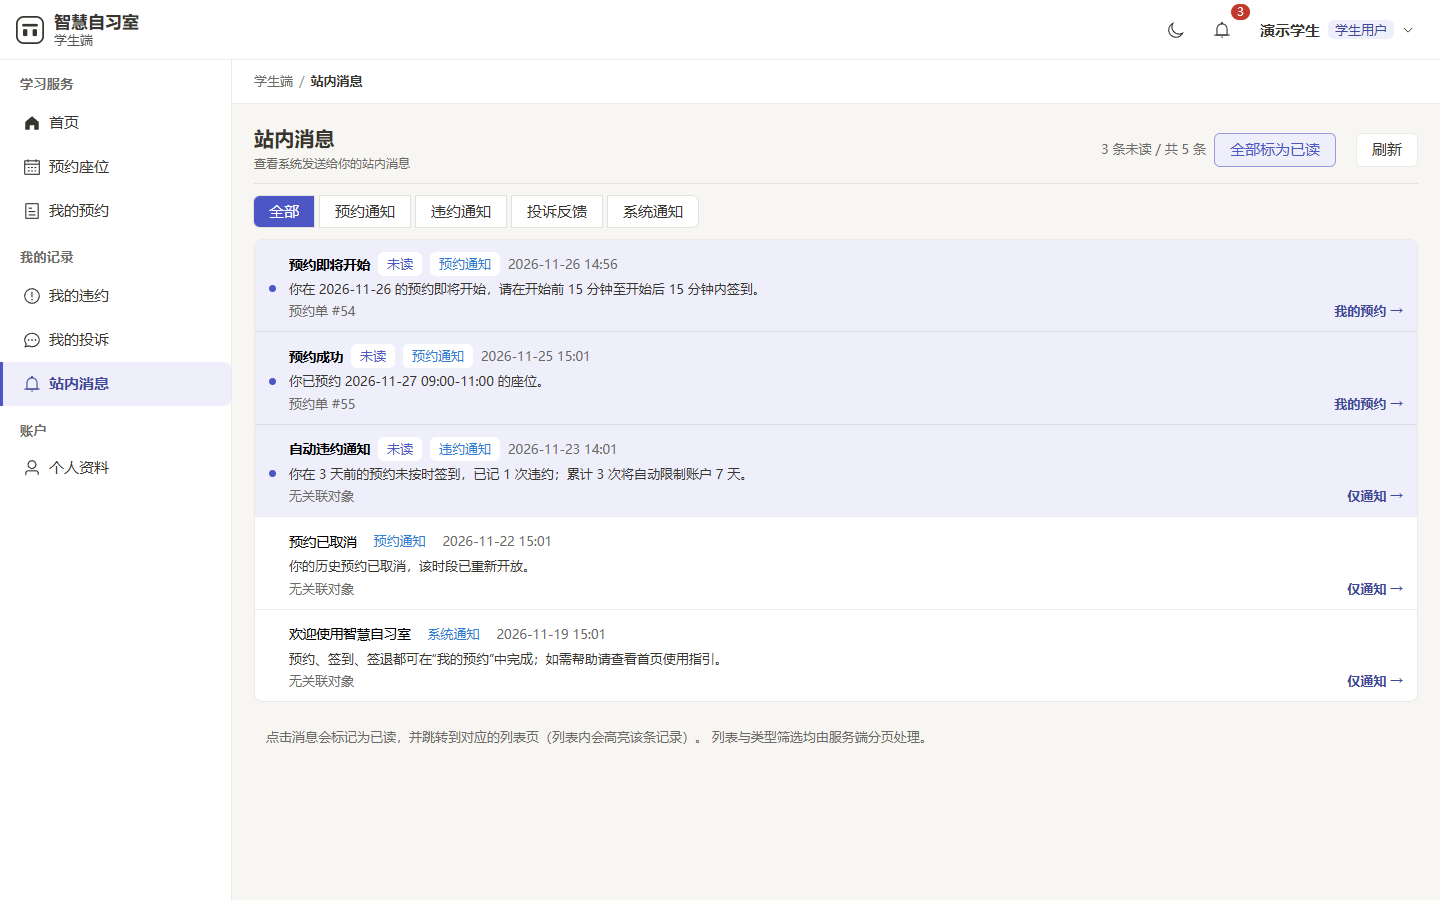 智慧自习室
学生端
3
演示学生 学生用户
学习服务
首页
预约座位
我的预约
我的记录
我的违约
我的投诉
站内消息
账户
个人资料
学生端 / 站内消息
站内消息
查看系统发送给你的站内消息
3 条未读 / 共 5 条 全部标为已读 刷新
全部 预约通知 违约通知 投诉反馈 系统通知
预约即将开始 未读 预约通知 2026-11-26 14:56
你在 2026-11-26 的预约即将开始，请在开始前 15 分钟至开始后 15 分钟内签到。
预约单 #54
我的预约 →
预约成功 未读 预约通知 2026-11-25 15:01
你已预约 2026-11-27 09:00-11:00 的座位。
预约单 #55
我的预约 →
自动违约通知 未读 违约通知 2026-11-23 14:01
你在 3 天前的预约未按时签到，已记 1 次违约；累计 3 次将自动限制账户 7 天。
无关联对象
仅通知 →
预约已取消 预约通知 2026-11-22 15:01
你的历史预约已取消，该时段已重新开放。
无关联对象
仅通知 →
欢迎使用智慧自习室 系统通知 2026-11-19 15:01
预约、签到、签退都可在“我的预约”中完成；如需帮助请查看首页使用指引。
无关联对象
仅通知 →
点击消息会标记为已读，并跳转到对应的列表页（列表内会高亮该条记录）。 列表与类型筛选均由服务端分页处理。